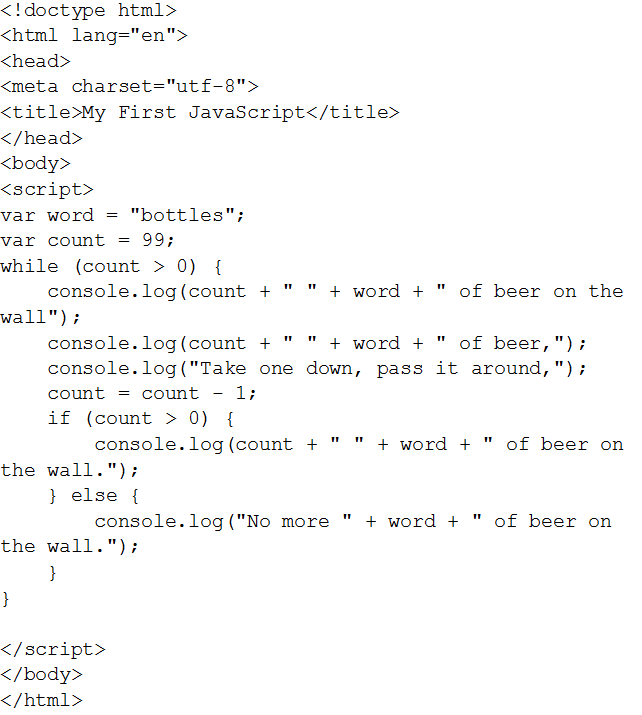 <!doctype html>
<html lang="en">
<head>
<meta charset="utf-8">
<title>My First JavaScript</title>
</head>
<body>
<script>
var word = "bottles";
var count = 99;
while (count > 0) {
    console.log(count + " " + word + " of beer on the
wall");
    console.log(count + " " + word + " of beer,");
    console.log("Take one down, pass it around,");
    count = count - 1;
    if (count > 0) {
        console.log(count + " " + word + " of beer on
the wall.");
    } else {
        console.log("No more " + word + " of beer on
the wall.");
    }
}

</script>
</body>
</html>